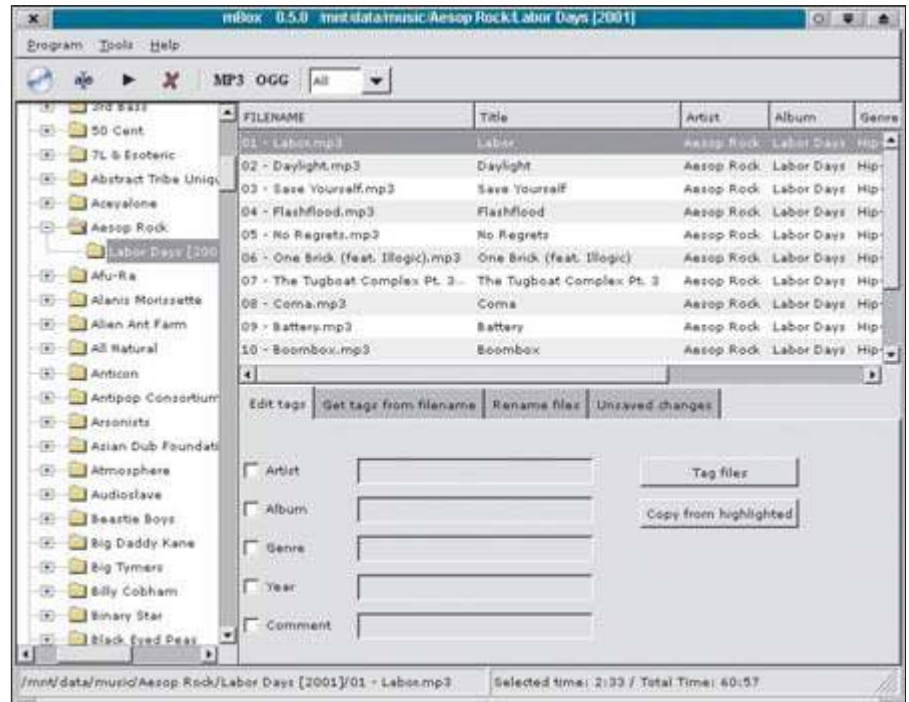 mBox 0.5.0 /mnt/data/music/Aesop Rock/Labor Days [2001]
Program Tools Help
MP3 OGG All
3rd Bass
50 Cent
7L & Esoteric
Abstract Tribe Uniqu
Aceyalone
Aesop Rock
Labor Days [200
Afu-Ra
Alanis Morissette
Alien Ant Farm
All Natural
Anticon
Antipop Consortium
Arsonists
Asian Dub Foundati
Atmosphere
Audioslave
Beastie Boys
Big Daddy Kane
Big Tymers
Billy Cobham
Binary Star
Black Eyed Peas
FILENAME Title Artist Album Genre
01 - Labor.mp3 Labor Aesop Rock Labor Days Hip-
02 - Daylight.mp3 Daylight Aesop Rock Labor Days Hip-
03 - Save Yourself.mp3 Save Yourself Aesop Rock Labor Days Hip-
04 - Flashflood.mp3 Flashflood Aesop Rock Labor Days Hip-
05 - No Regrets.mp3 No Regrets Aesop Rock Labor Days Hip-
06 - One Brick (feat. Illogic).mp3 One Brick (feat. Illogic) Aesop Rock Labor Days Hip-
07 - The Tugboat Complex Pt. 3... The Tugboat Complex Pt. 3 Aesop Rock Labor Days Hip-
08 - Coma.mp3 Coma Aesop Rock Labor Days Hip-
09 - Battery.mp3 Battery Aesop Rock Labor Days Hip-
10 - Boombox.mp3 Boombox Aesop Rock Labor Days Hip-
Edit tags Get tags from filename Rename files Unsaved changes
Artist
Album
Genre
Year
Comment
Tag files
Copy from highlighted
/mnt/data/music/Aesop Rock/Labor Days [2001]/01 - Labor.mp3 Selected time: 2:33 / Total Time: 60:57